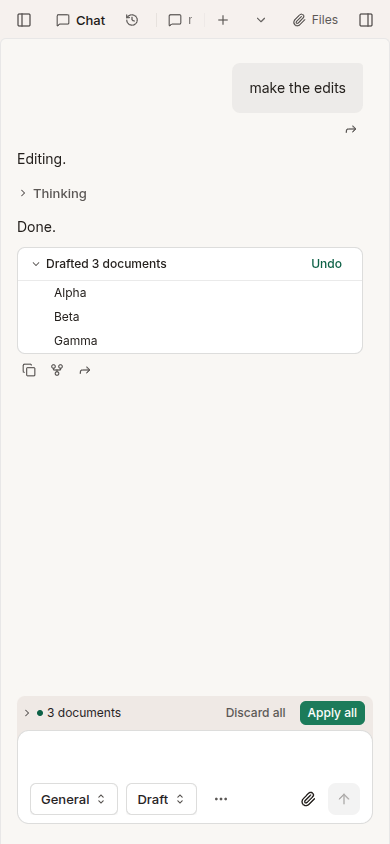 Chat
r
Files
make the edits
Editing.
Thinking
Done.
Drafted 3 documents
Undo
Alpha
Beta
Gamma
3 documents
Discard all
Apply all
General
Draft